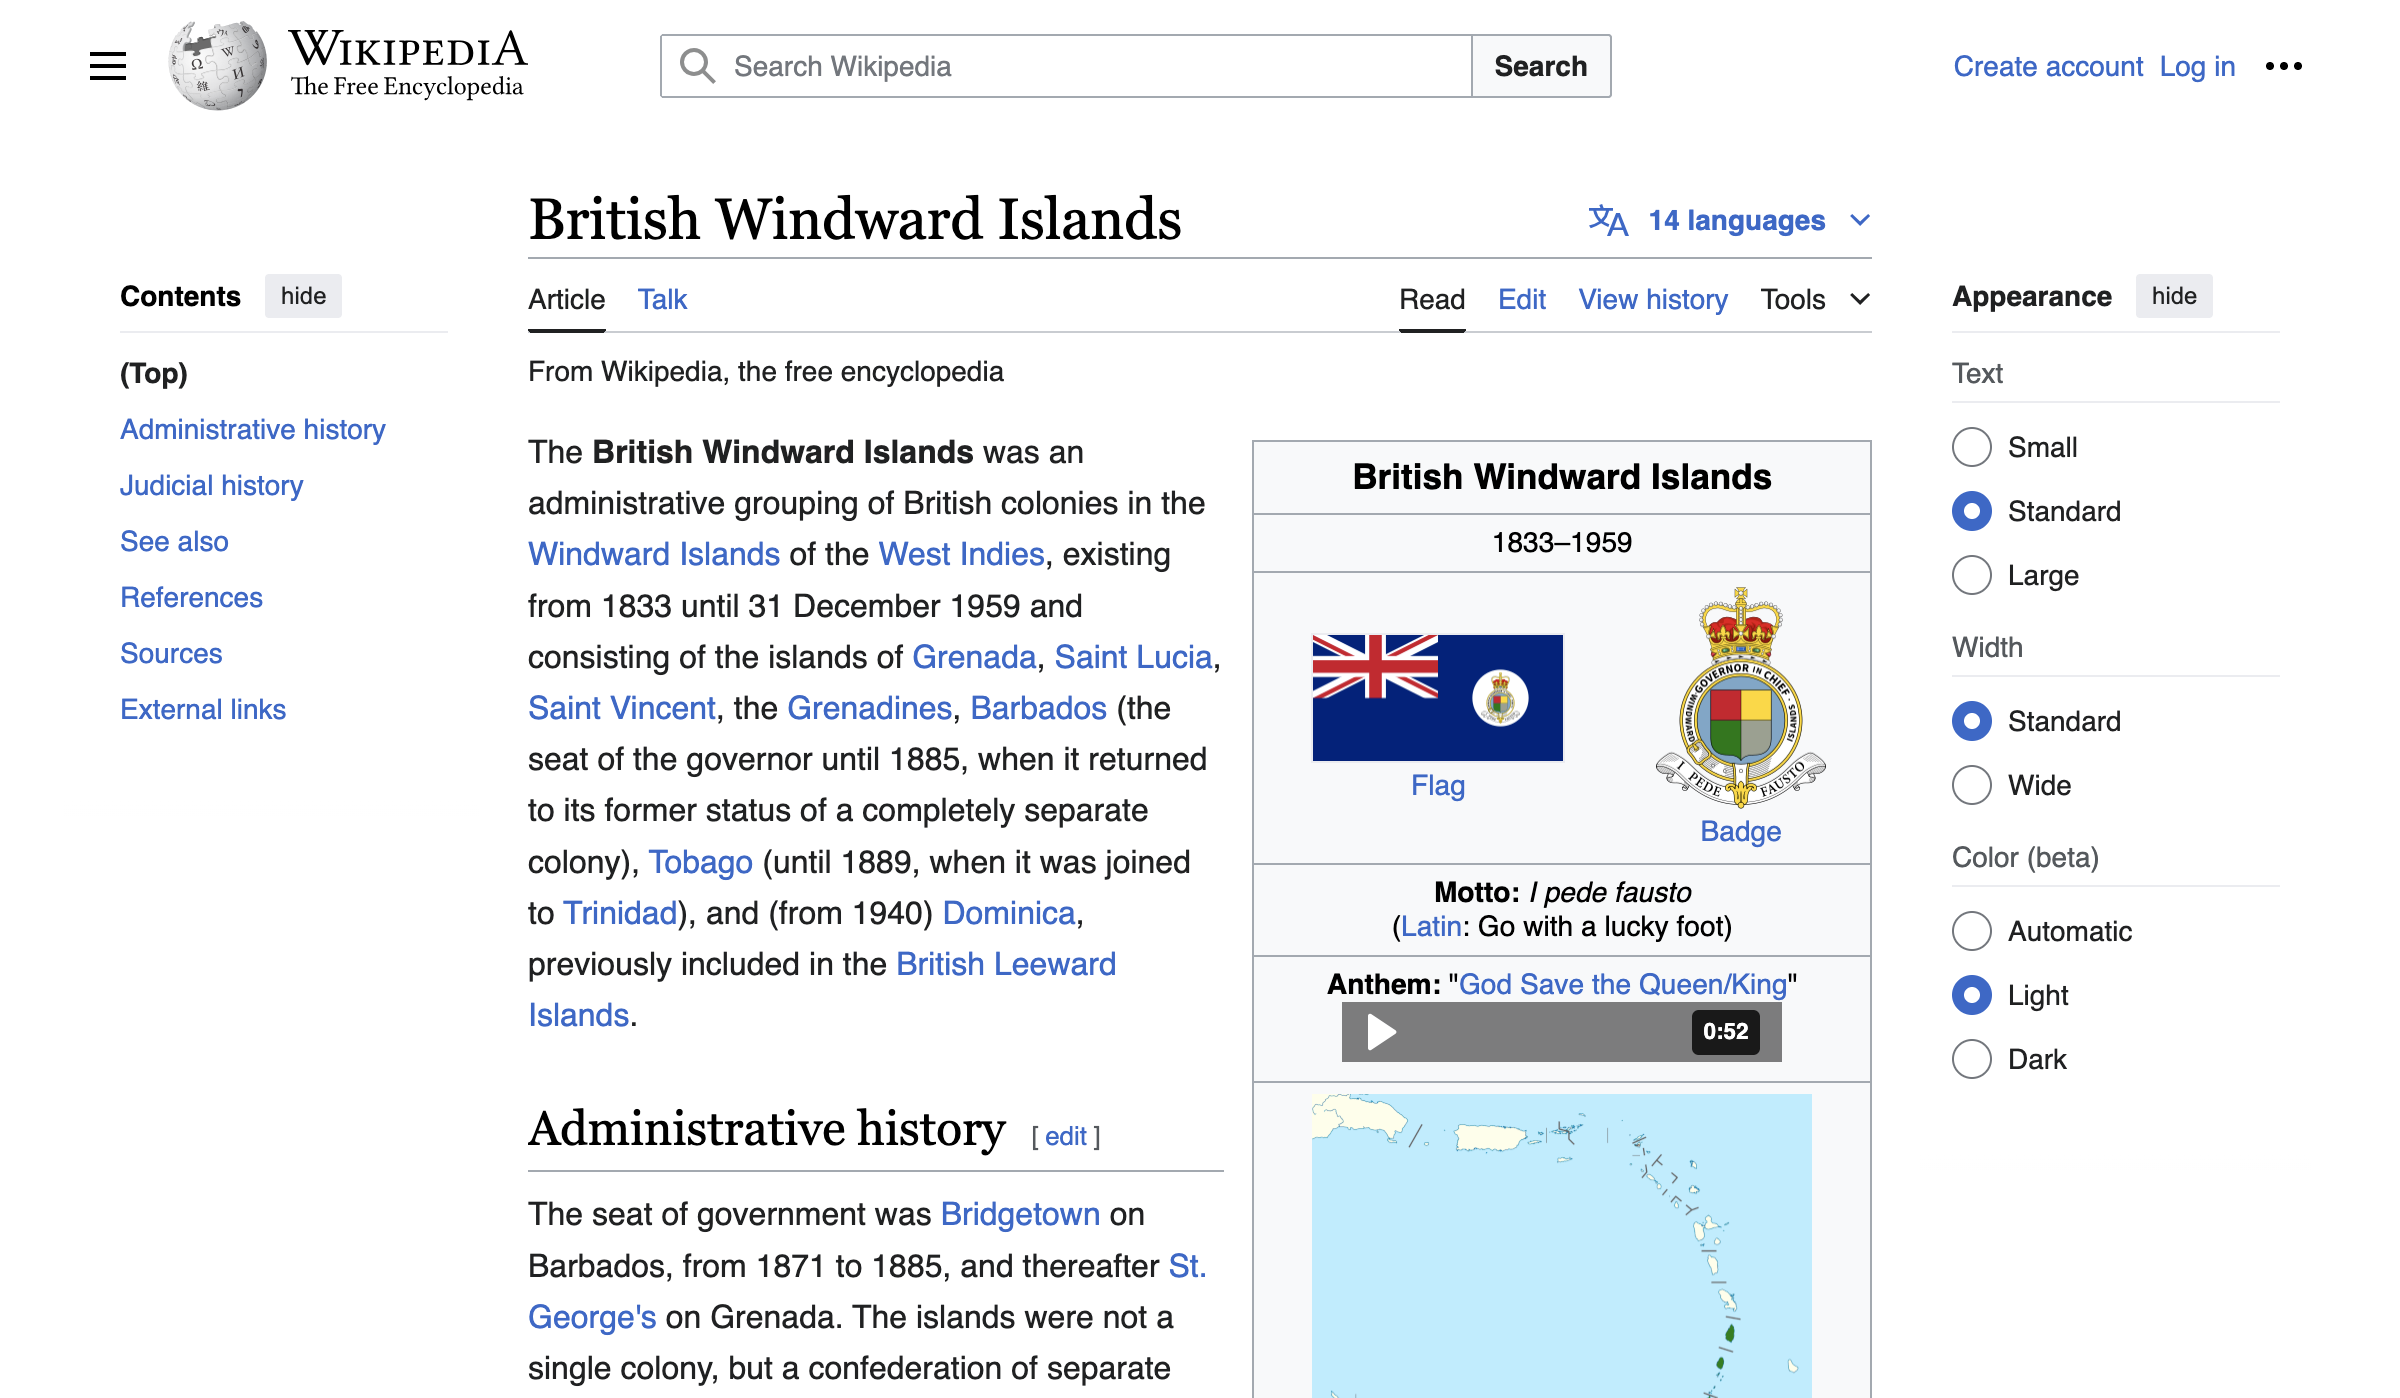 WIKIPEDIA
The Free Encyclopedia
Search Wikipedia
Search
Create account
Log in
British Windward Islands
14 languages
Contents
hide
(Top)
Administrative history
Judicial history
See also
References
Sources
External links
Article
Talk
Read
Edit
View history
Tools
From Wikipedia, the free encyclopedia
The British Windward Islands was an
administrative grouping of British colonies in the
Windward Islands of the West Indies, existing
from 1833 until 31 December 1959 and
consisting of the islands of Grenada, Saint Lucia,
Saint Vincent, the Grenadines, Barbados (the
seat of the governor until 1885, when it returned
to its former status of a completely separate
colony), Tobago (until 1889, when it was joined
to Trinidad), and (from 1940) Dominica,
previously included in the British Leeward
Islands.
Administrative history [ edit ]
The seat of government was Bridgetown on
Barbados, from 1871 to 1885, and thereafter St.
George's on Grenada. The islands were not a
single colony, but a confederation of separate
British Windward Islands
1833–1959
Flag
WINDWARD GOVERNOR IN CHIEF ISLANDS
I PEDE FAUSTO
Badge
Motto: I pede fausto
(Latin: Go with a lucky foot)
Anthem: "God Save the Queen/King"
0:52
Appearance
hide
Text
Small
Standard
Large
Width
Standard
Wide
Color (beta)
Automatic
Light
Dark